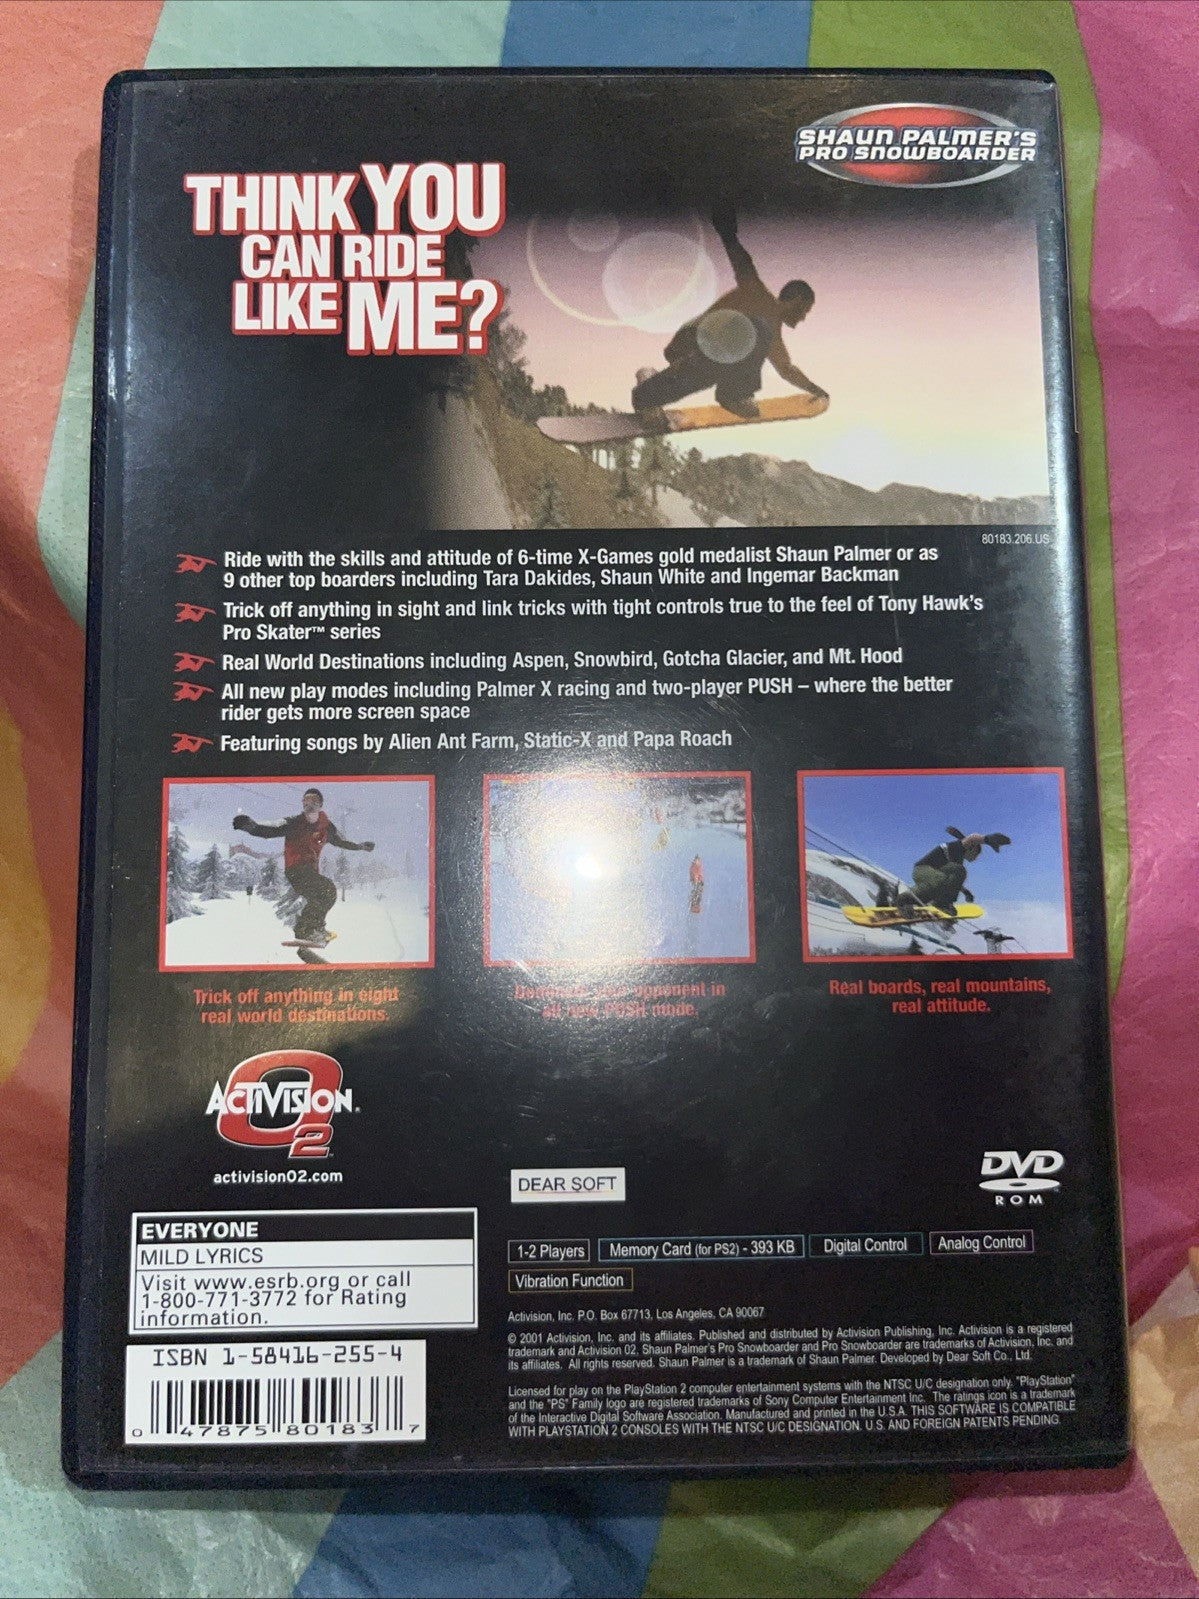 SHAUN PALMER'S
PRO SNOWBOARDER
THINK YOU
CAN RIDE
LIKE ME?
80183.206.US
Ride with the skills and attitude of 6-time X-Games gold medalist Shaun Palmer or as
9 other top boarders including Tara Dakides, Shaun White and Ingemar Backman
Trick off anything in sight and link tricks with tight controls true to the feel of Tony Hawk's
Pro Skater™ series
Real World Destinations including Aspen, Snowbird, Gotcha Glacier, and Mt. Hood
All new play modes including Palmer X racing and two-player PUSH – where the better
rider gets more screen space
Featuring songs by Alien Ant Farm, Static-X and Papa Roach
Trick off anything in eight
real world destinations.
opponent in
all new PUSH mode.
Real boards, real mountains,
real attitude.
ACTIVISION.
O2
activisionO2.com
DEAR SOFT
DVD
ROM
EVERYONE
MILD LYRICS
Visit www.esrb.org or call
1-800-771-3772 for Rating
information.
1-2 Players
Memory Card (for PS2) - 393 KB
Digital Control
Analog Control
Vibration Function
ISBN 1-58416-255-4
0 47875 80183 7
Activision, Inc. P.O. Box 67713, Los Angeles, CA 90067
© 2001 Activision, Inc. and its affiliates. Published and distributed by Activision Publishing, Inc. Activision is a registered
trademark and Activision O2, Shaun Palmer's Pro Snowboarder and Pro Snowboarder are trademarks of Activision, Inc. and
its affiliates. All rights reserved. Shaun Palmer is a trademark of Shaun Palmer. Developed by Dear Soft Co., Ltd.
Licensed for play on the PlayStation 2 computer entertainment systems with the NTSC U/C designation only. "PlayStation"
and the "PS" Family logo are registered trademarks of Sony Computer Entertainment Inc. The ratings icon is a trademark
of the Interactive Digital Software Association. Manufactured and printed in the U.S.A. THIS SOFTWARE IS COMPATIBLE
WITH PLAYSTATION 2 CONSOLES WITH THE NTSC U/C DESIGNATION. U.S. AND FOREIGN PATENTS PENDING.